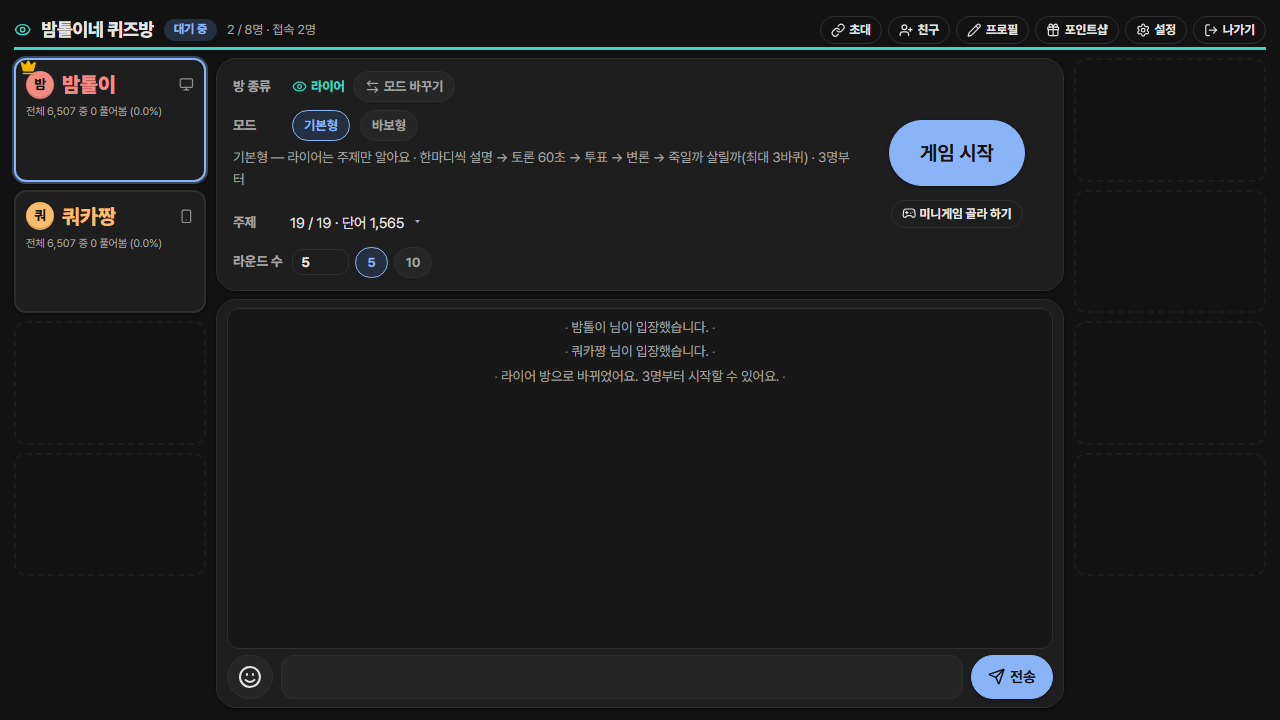 밤톨이네 퀴즈방 대기 중 2 / 8명 · 접속 2명 초대 친구 프로필 포인트샵 설정 나가기
밤 밤톨이
전체 6,507 중 0 풀어봄 (0.0%)
쿼 쿼카짱
전체 6,507 중 0 풀어봄 (0.0%)
방 종류 라이어 모드 바꾸기
모드 기본형 바보형
기본형 — 라이어는 주제만 알아요 · 한마디씩 설명 → 토론 60초 → 투표 → 변론 → 죽일까 살릴까(최대 3바퀴) · 3명부
터
주제 19 / 19 · 단어 1,565
라운드 수 5 5 10
게임 시작
미니게임 골라 하기
· 밤톨이 님이 입장했습니다. ·
· 쿼카짱 님이 입장했습니다. ·
· 라이어 방으로 바뀌었어요. 3명부터 시작할 수 있어요. ·
전송